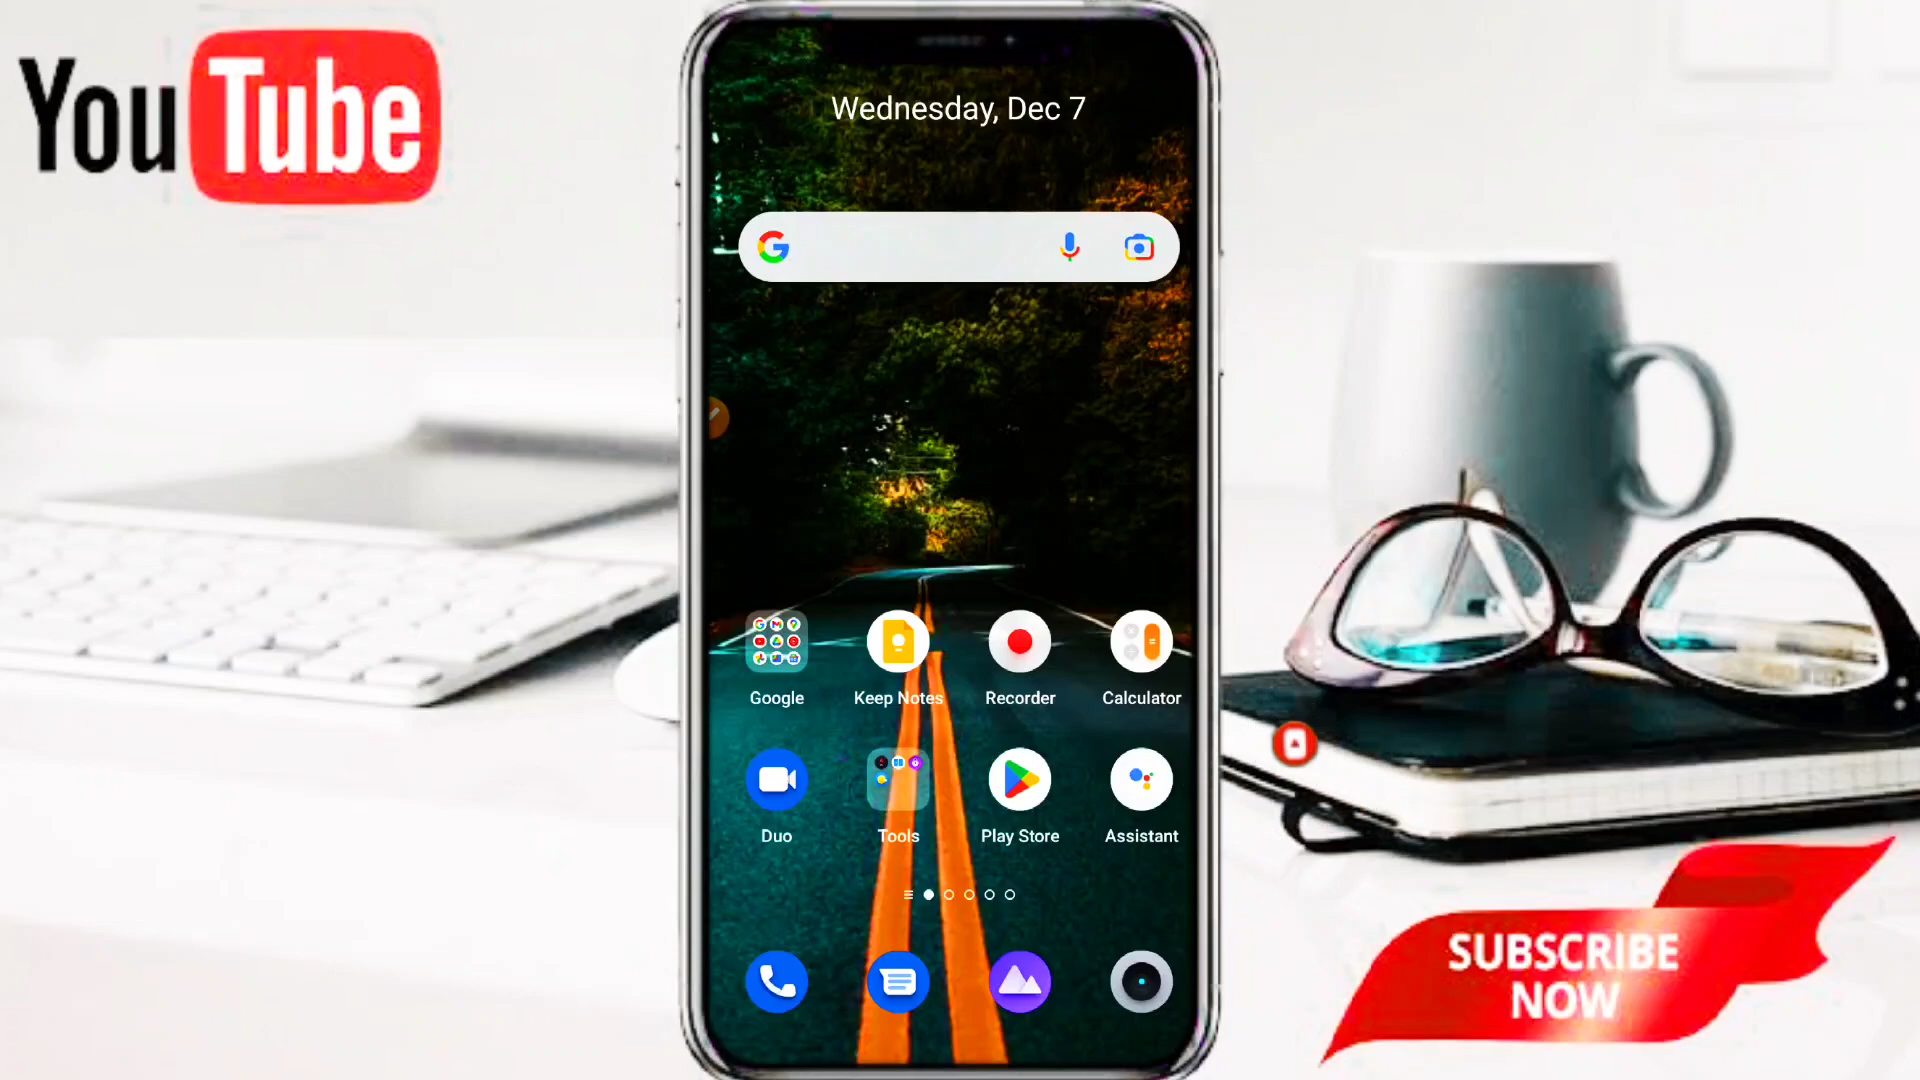 YouTube
Wednesday, Dec 7
Google
Keep Notes
Recorder
Calculator
Duo
Tools
Play Store
Assistant
SUBSCRIBE
NOW